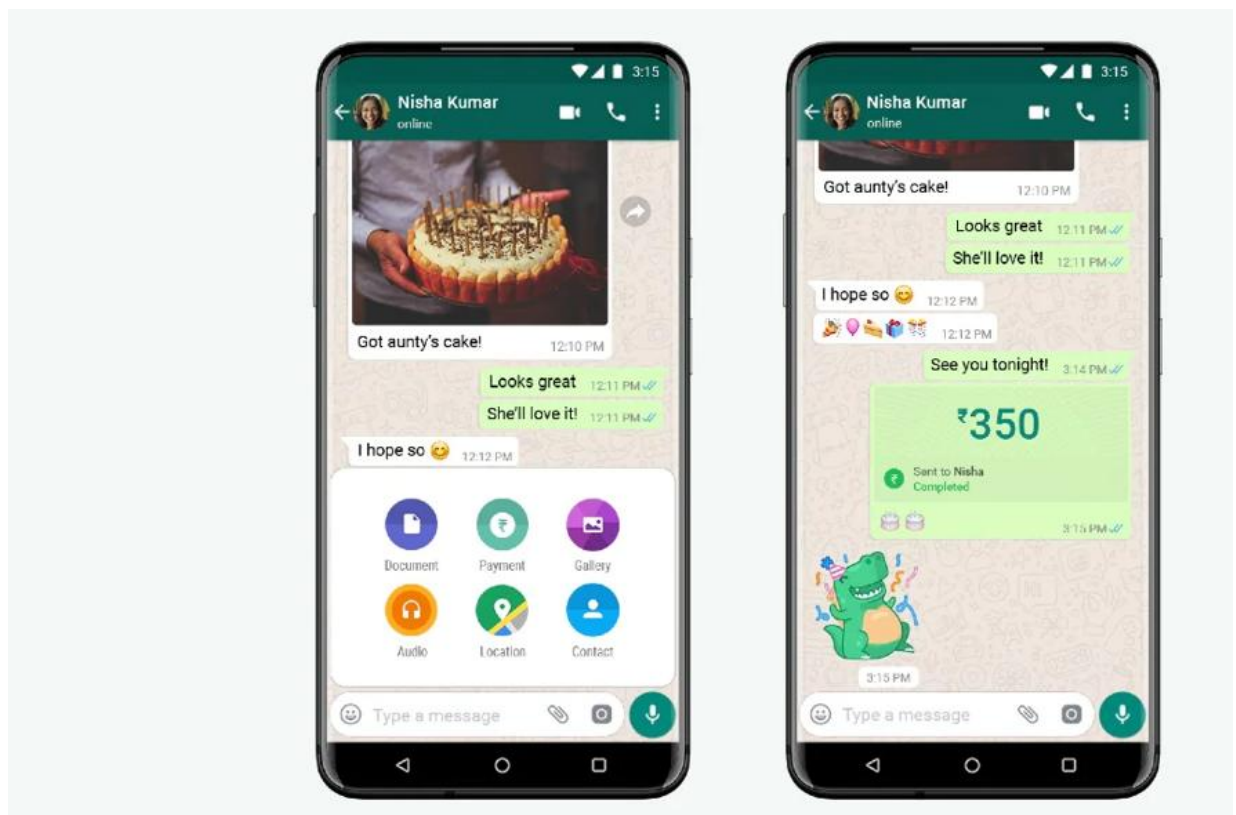 3:15
Nisha Kumar
online
Got aunty's cake! 12:10 PM
Looks great 12:11 PM
She'll love it! 12:11 PM
I hope so 😊 12:12 PM
Document Payment Gallery
Audio Location Contact
Type a message
3:15
Nisha Kumar
online
Got aunty's cake! 12:10 PM
Looks great 12:11 PM
She'll love it! 12:11 PM
I hope so 😊 12:12 PM
🎉🎈🍰🎁🎊 12:12 PM
See you tonight! 3:14 PM
₹350
Sent to Nisha
Completed
🎂🎂 3:15 PM
3:15 PM
Type a message